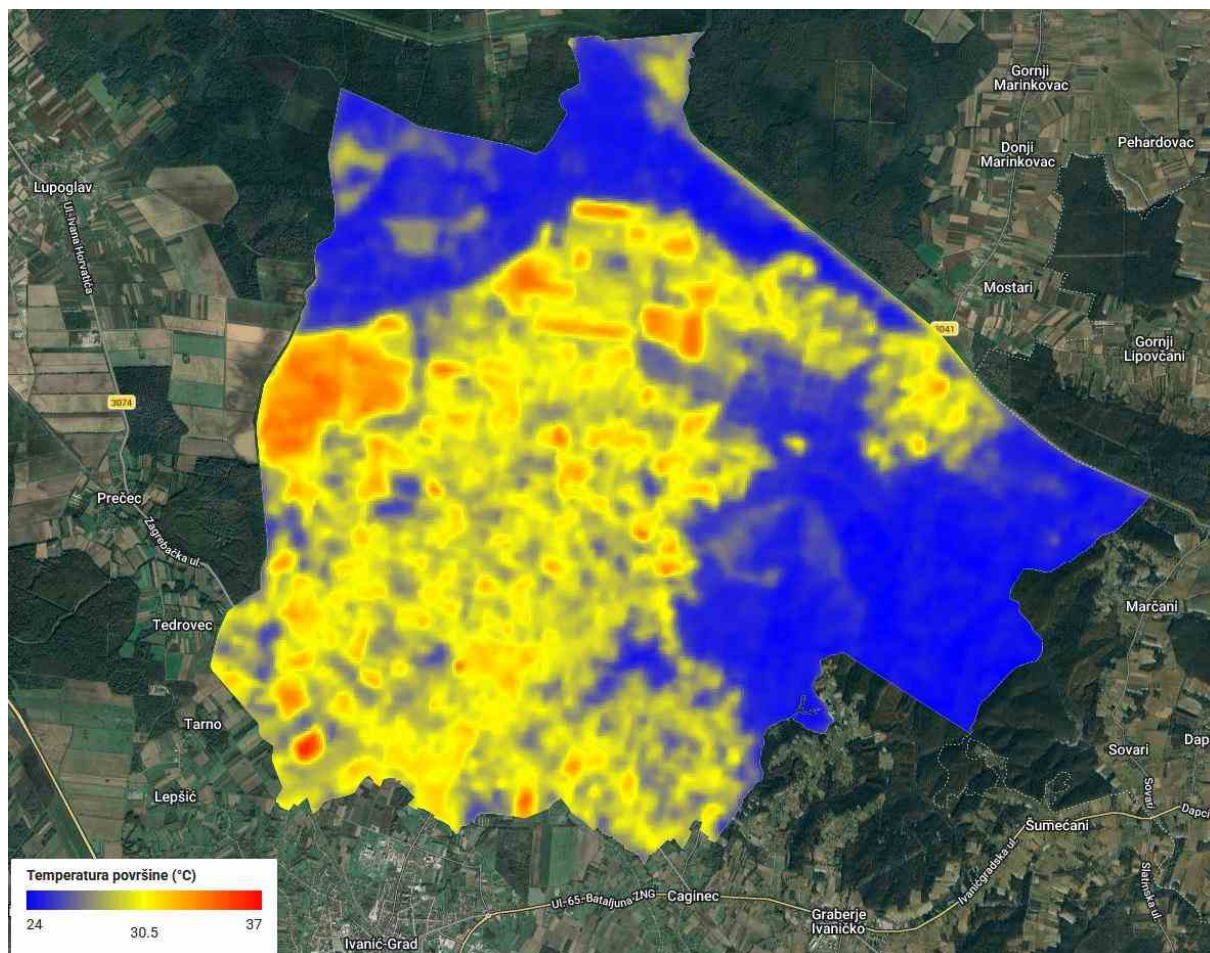 Gornji
Marinkovac
Donji
Marinkovac
Pehardovac
Lupoglav
Ul. Ivana Horvatića
Mostari
3041
Gornji
Lipovčani
3074
Prečec
Zagrebačka ul.
Tedrovec
Marčani
Tarno
Sovari
Dap
Lepšić
Sovari
Dapci
Šumećani
Temperatura površine (°C)
24
30.5
37
Ul.-65.-Bataljuna-ZNG
Caginec
Ivanićgradska ul.
Slatinska ul.
Graberje
Ivaničko
Ivanić-Grad